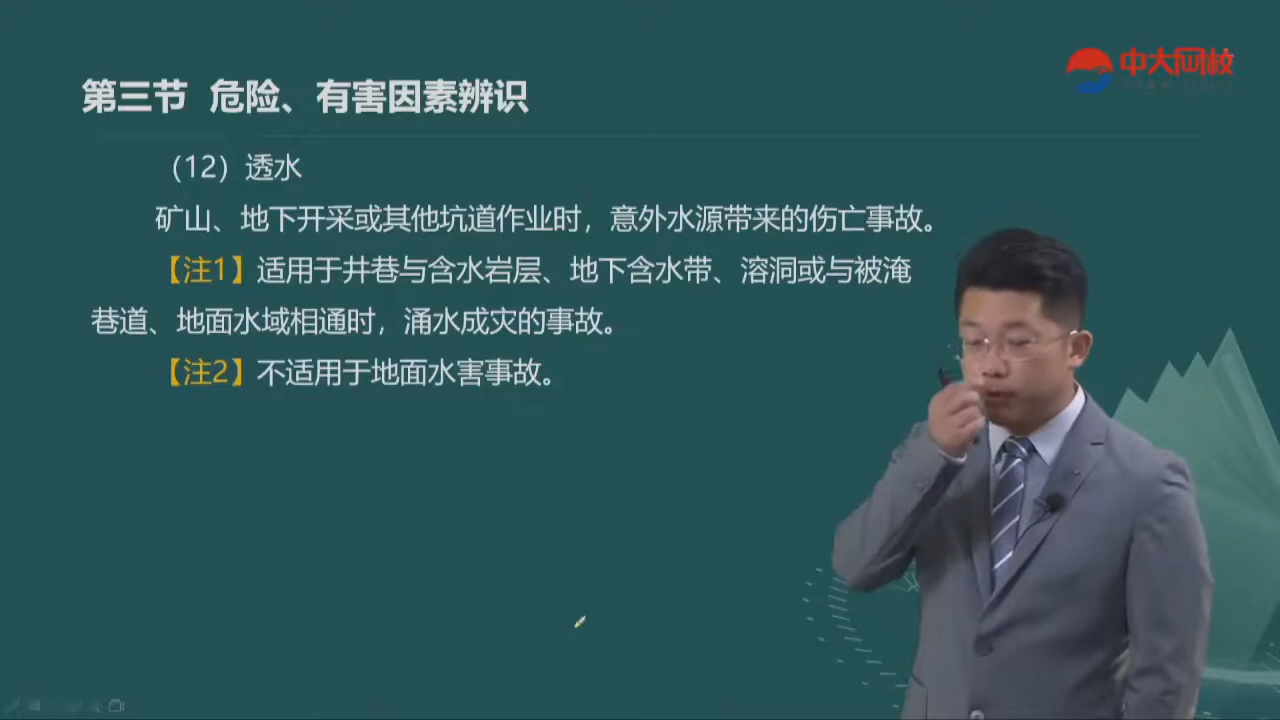 中大网校
第三节 危险、有害因素辨识
（12）透水
矿山、地下开采或其他坑道作业时，意外水源带来的伤亡事故。
【注1】适用于井巷与含水岩层、地下含水带、溶洞或与被淹
巷道、地面水域相通时，涌水成灾的事故。
【注2】不适用于地面水害事故。